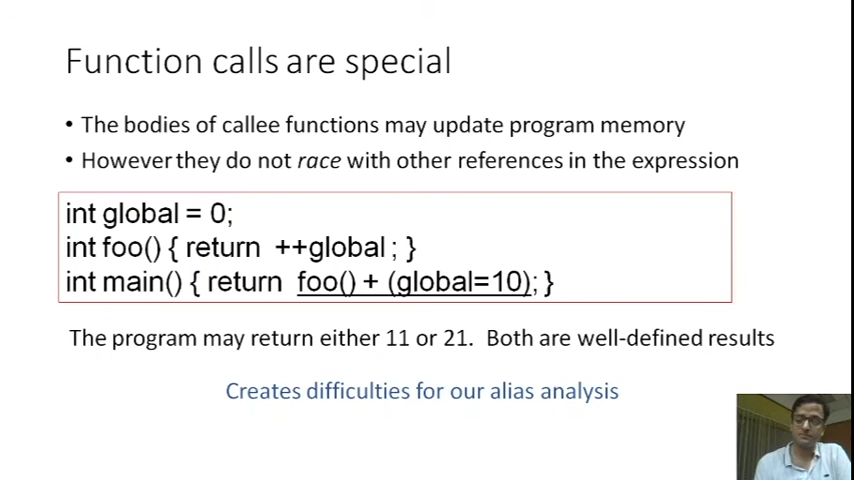 Function calls are special
• The bodies of callee functions may update program memory
• However they do not race with other references in the expression
int global = 0;
int foo() { return ++global ; }
int main() { return foo() + (global=10); }
The program may return either 11 or 21. Both are well-defined results
Creates difficulties for our alias analysis